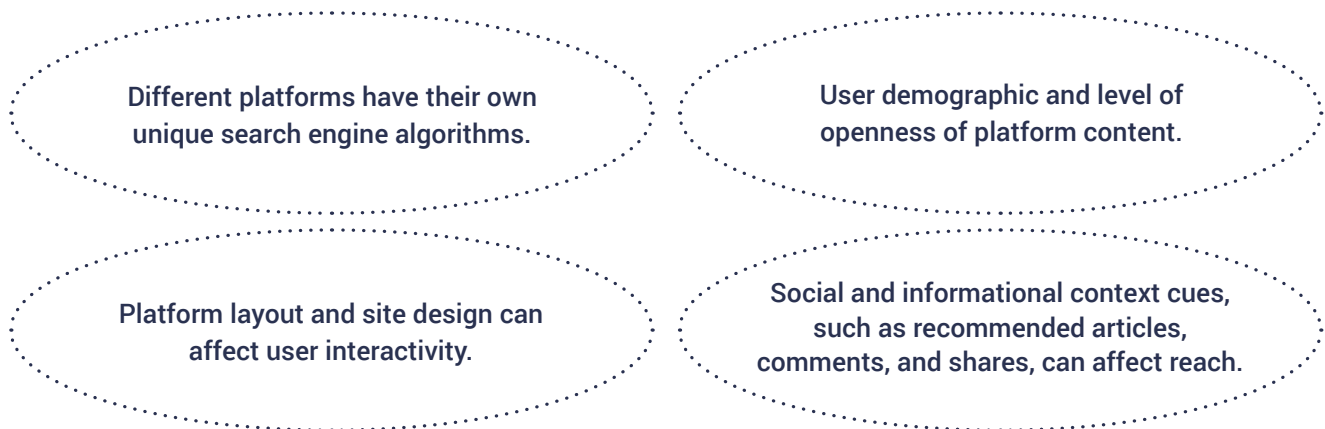 Different platforms have their own
unique search engine algorithms.
User demographic and level of
openness of platform content.
Platform layout and site design can
affect user interactivity.
Social and informational context cues,
such as recommended articles,
comments, and shares, can affect reach.